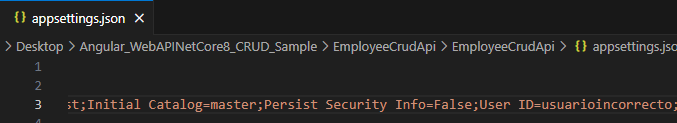 {} appsettings.json ×
> Desktop > Angular_WebAPINetCore8_CRUD_Sample > EmployeeCrudApi > EmployeeCrudApi > {} appsettings.jso
1
2
3 st;Initial Catalog=master;Persist Security Info=False;User ID=usuarioincorrecto;